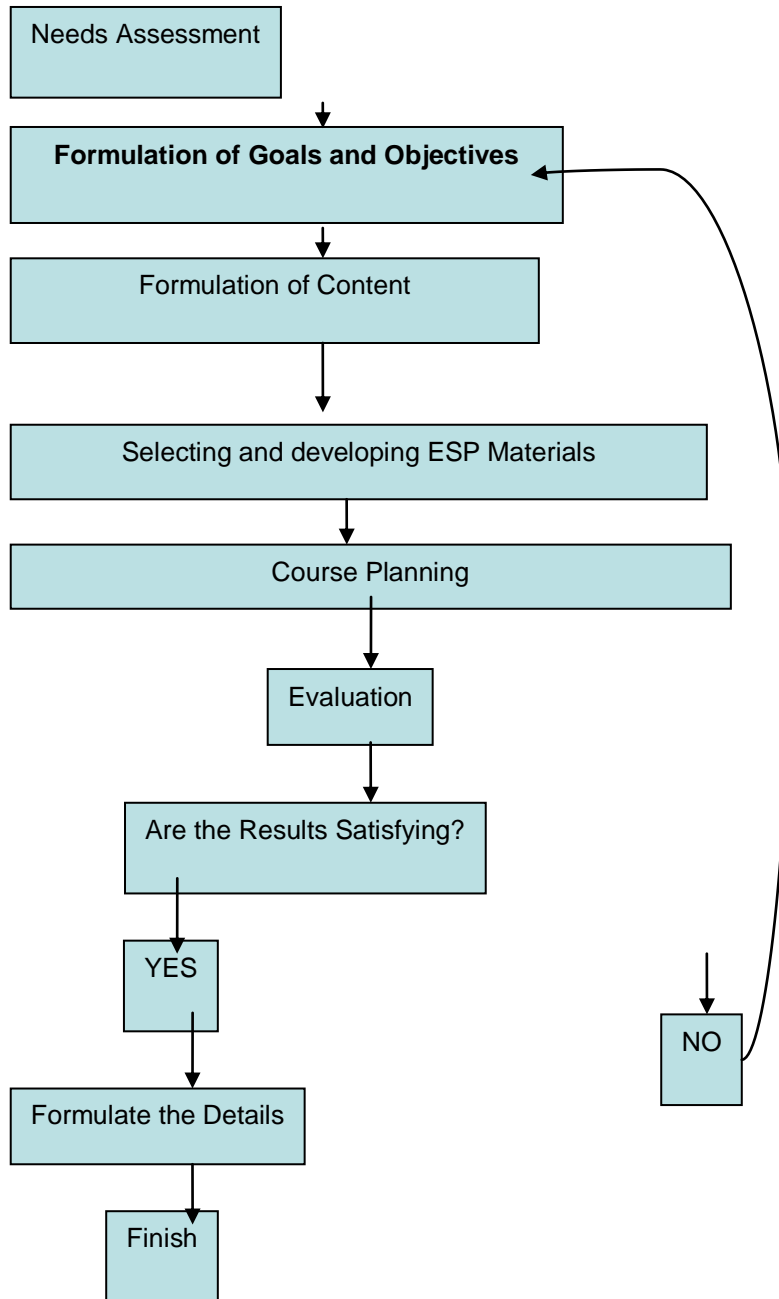 Needs Assessment
Formulation of Goals and Objectives
Formulation of Content
Selecting and developing ESP Materials
Course Planning
Evaluation
Are the Results Satisfying?
YES
NO
Formulate the Details
Finish